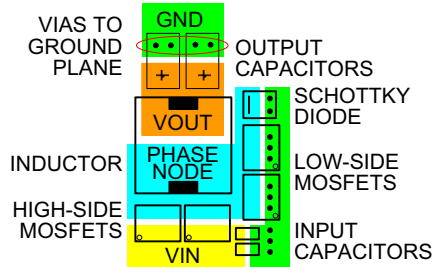 VIAS TO
GROUND
PLANE
GND
OUTPUT
CAPACITORS
VOUT
SCHOTTKY
DIODE
INDUCTOR
PHASE
NODE
LOW-SIDE
MOSFETS
HIGH-SIDE
MOSFETS
VIN
INPUT
CAPACITORS